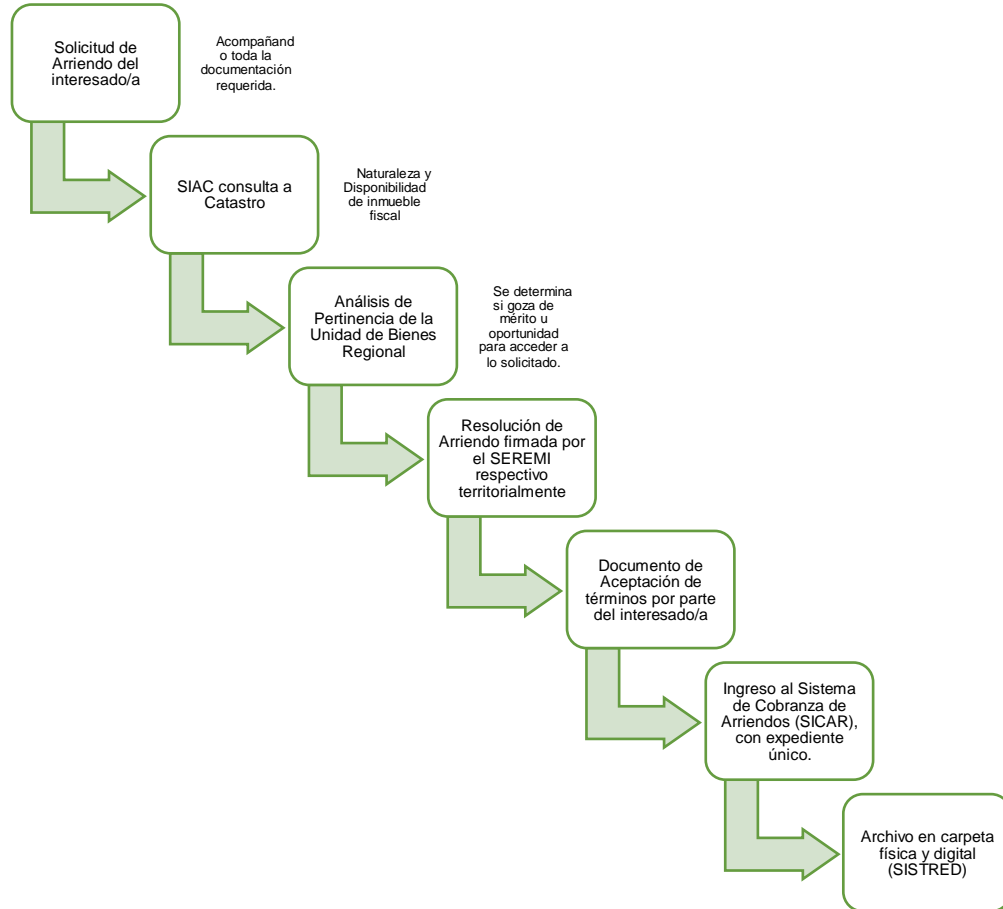 Solicitud de
Arriendo del
interesado/a
Acompañand
o toda la
documentación
requerida.
SIAC consulta a
Catastro
Naturaleza y
Disponibilidad
de inmueble
fiscal
Análisis de
Pertinencia de la
Unidad de Bienes
Regional
Se determina
si goza de
mérito u
oportunidad
para acceder a
lo solicitado.
Resolución de
Arriendo firmada por
el SEREMI
respectivo
territorialmente
Documento de
Aceptación de
términos por parte
del interesado/a
Ingreso al Sistema
de Cobranza de
Arriendos (SICAR),
con expediente
único.
Archivo en carpeta
física y digital
(SISTRED)